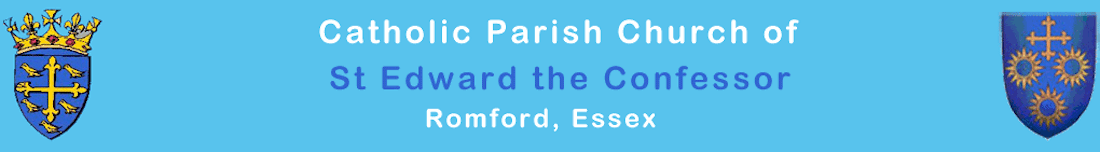 Catholic Parish Church of
St Edward the Confessor
Romford, Essex